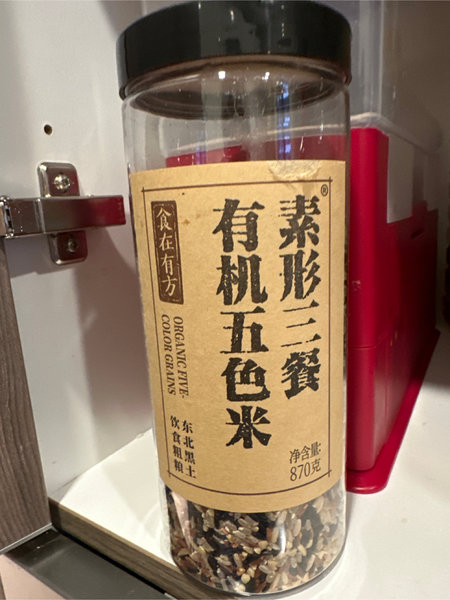 素形三餐®
有机五色米
食在有方
ORGANIC FIVE-
COLOR GRAINS
东北黑土
饮食粗粮
净含量:
870克